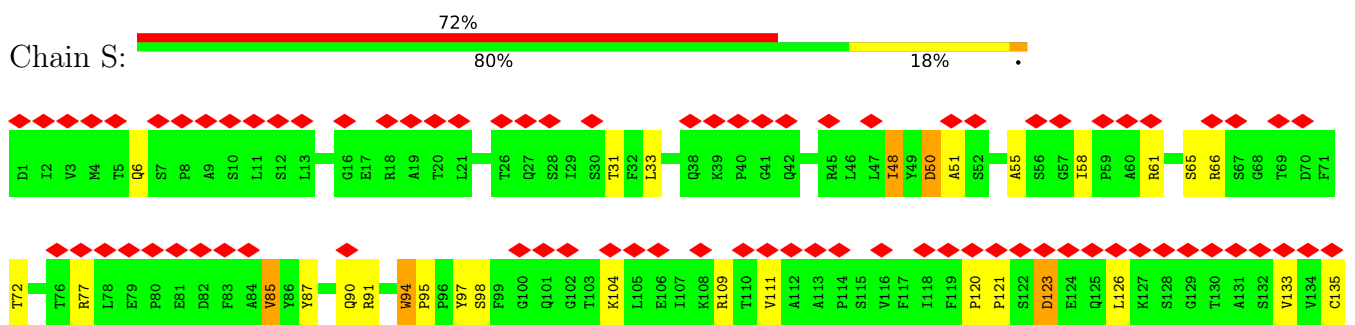 72%
Chain S:
80% 18% •
D1 I2 V3 M4 T5 Q6 S7 P8 A9 S10 L11 S12 L13 G16 E17 R18 A19 T20 L21 T26 Q27 S28 I29 S30 T31 F32 L33 Q38 K39 P40 G41 Q42 R45 L46 L47 I48 Y49 D50 A51 S52 A55 S56 G57 I58 P59 A60 R61 S65 R66 S67 G68 T69 D70 F71
T72 T76 R77 L78 E79 P80 E81 D82 F83 A84 V85 Y86 Y87 Q90 R91 W94 P95 P96 Y97 S98 F99 G100 Q101 G102 T103 K104 L105 E106 I107 K108 R109 T110 V111 A112 A113 P114 S115 V116 F117 I118 F119 P120 P121 S122 D123 E124 Q125 L126 K127 S128 G129 T130 A131 S132 V133 V134 C135